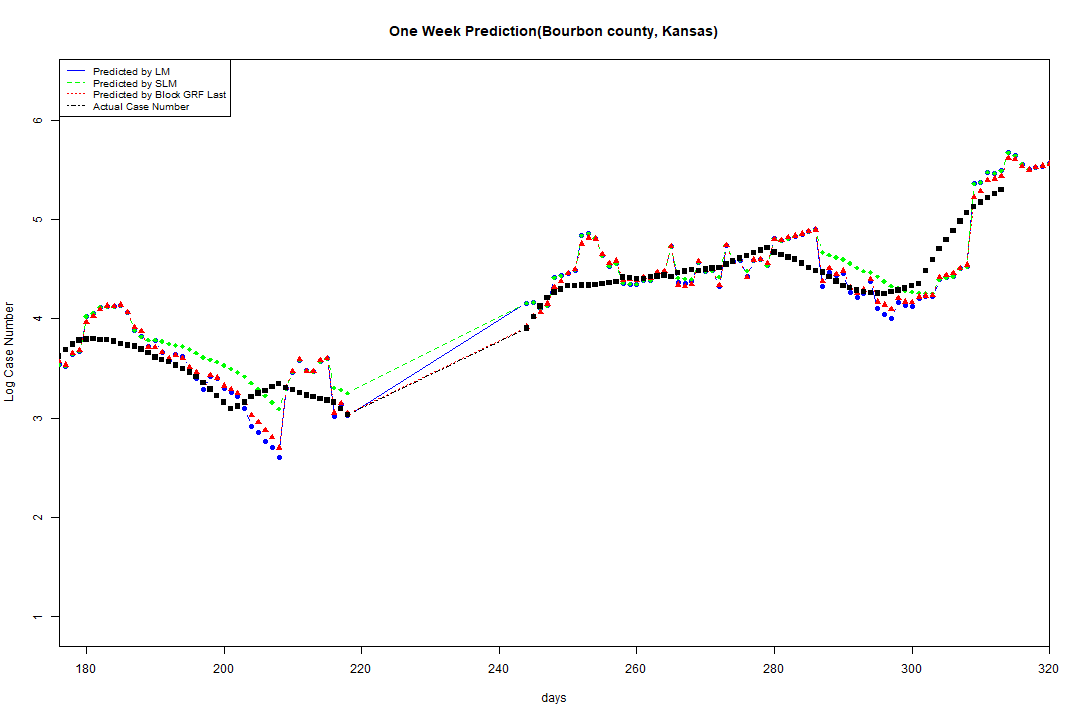 One Week Prediction(Bourbon county, Kansas)
Predicted by LM
Predicted by SLM
Predicted by Block GRF Last
Actual Case Number
Log Case Number
6
5
4
3
2
1
180 200 220 240 260 280 300 320
days